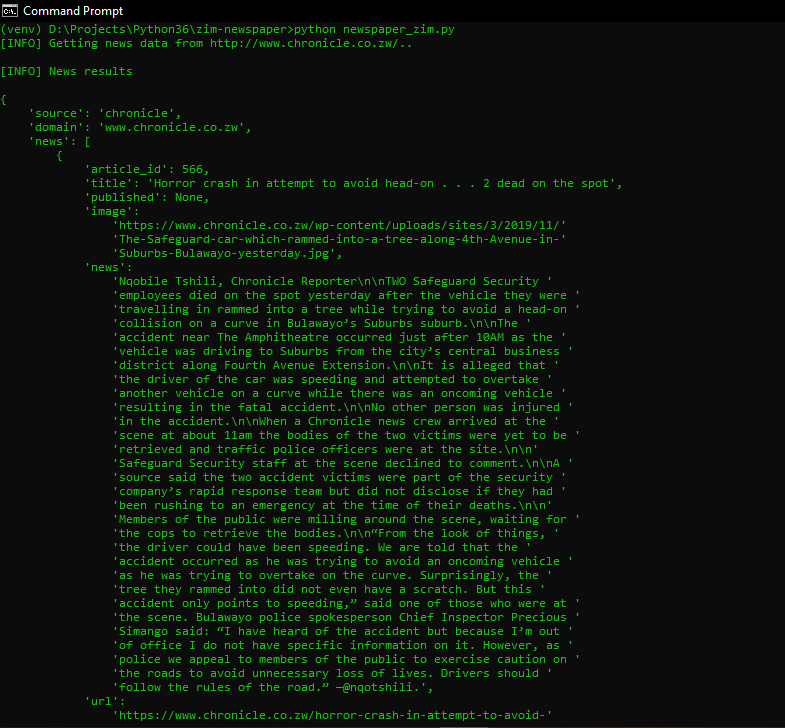 Command Prompt
(venv) D:\Projects\Python36\zim-newspaper>python newspaper_zim.py
[INFO] Getting news data from http://www.chronicle.co.zw/..
[INFO] News results
{
    'source': 'chronicle',
    'domain': 'www.chronicle.co.zw',
    'news': [
        {
            'article_id': 566,
            'title': 'Horror crash in attempt to avoid head-on . . . 2 dead on the spot',
            'published': None,
            'image':
                'https://www.chronicle.co.zw/wp-content/uploads/sites/3/2019/11/'
                'The-Safeguard-car-which-rammed-into-a-tree-along-4th-Avenue-in-'
                'Suburbs-Bulawayo-yesterday.jpg',
            'news':
                'Nqobile Tshili, Chronicle Reporter\n\nTWO Safeguard Security '
                'employees died on the spot yesterday after the vehicle they were '
                'travelling in rammed into a tree while trying to avoid a head-on '
                'collision on a curve in Bulawayo’s Suburbs suburb.\n\nThe '
                'accident near The Amphitheatre occurred just after 10AM as the '
                'vehicle was driving to Suburbs from the city’s central business '
                'district along Fourth Avenue Extension.\n\nIt is alleged that '
                'the driver of the car was speeding and attempted to overtake '
                'another vehicle on a curve while there was an oncoming vehicle '
                'resulting in the fatal accident.\n\nNo other person was injured '
                'in the accident.\n\nWhen a Chronicle news crew arrived at the '
                'scene at about 11am the bodies of the two victims were yet to be '
                'retrieved and traffic police officers were at the site.\n\n'
                'Safeguard Security staff at the scene declined to comment.\n\nA '
                'source said the two accident victims were part of the security '
                'company’s rapid response team but did not disclose if they had '
                'been rushing to an emergency at the time of their deaths.\n\n'
                'Members of the public were milling around the scene, waiting for '
                'the cops to retrieve the bodies.\n\n“From the look of things, '
                'the driver could have been speeding. We are told that the '
                'accident occurred as he was trying to avoid an oncoming vehicle '
                'as he was trying to overtake on the curve. Surprisingly, the '
                'tree they rammed into did not even have a scratch. But this '
                'accident only points to speeding,” said one of those who were at '
                'the scene. Bulawayo police spokesperson Chief Inspector Precious '
                'Simango said: “I have heard of the accident but because I’m out '
                'of office I do not have specific information on it. However, as '
                'police we appeal to members of the public to exercise caution on '
                'the roads to avoid unnecessary loss of lives. Drivers should '
                'follow the rules of the road.” —@nqotshili.',
            'url':
                'https://www.chronicle.co.zw/horror-crash-in-attempt-to-avoid-'